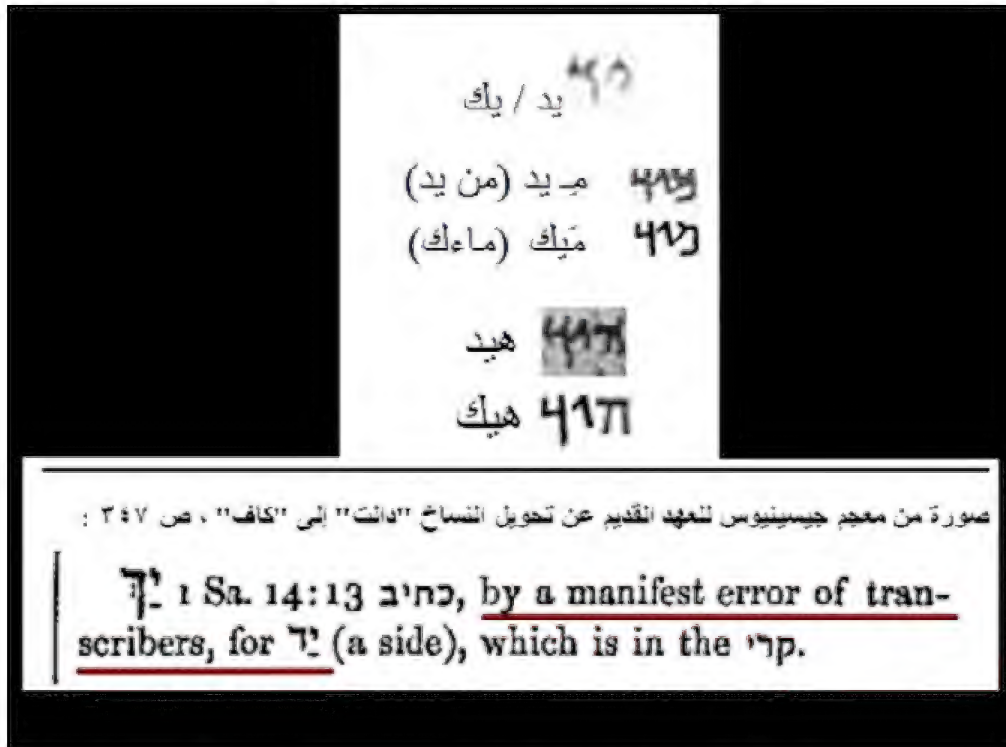 يد / يك
مـ يد (من يد)
مَيك (ماءك)
هيد
هيك
صورة من معجم جيسينيوس للعهد القديم عن تحويل النساخ "دالت" إلى "كاف" ، ص ٣٤٧ :
יַךְ 1 Sa. 14:13 כתיב, by a manifest error of tran-
scribers, for יַד (a side), which is in the קרי.